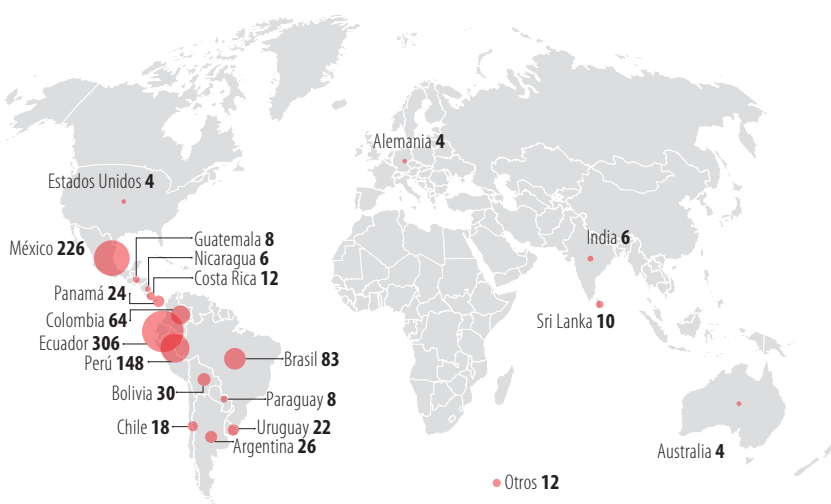 Alemania 4
Estados Unidos 4
Guatemala 8
India 6
México 226
Nicaragua 6
Costa Rica 12
Panamá 24
Colombia 64
Sri Lanka 10
Ecuador 306
Perú 148
Brasil 83
Bolivia 30
Paraguay 8
Chile 18
Uruguay 22
Argentina 26
Australia 4
Otros 12